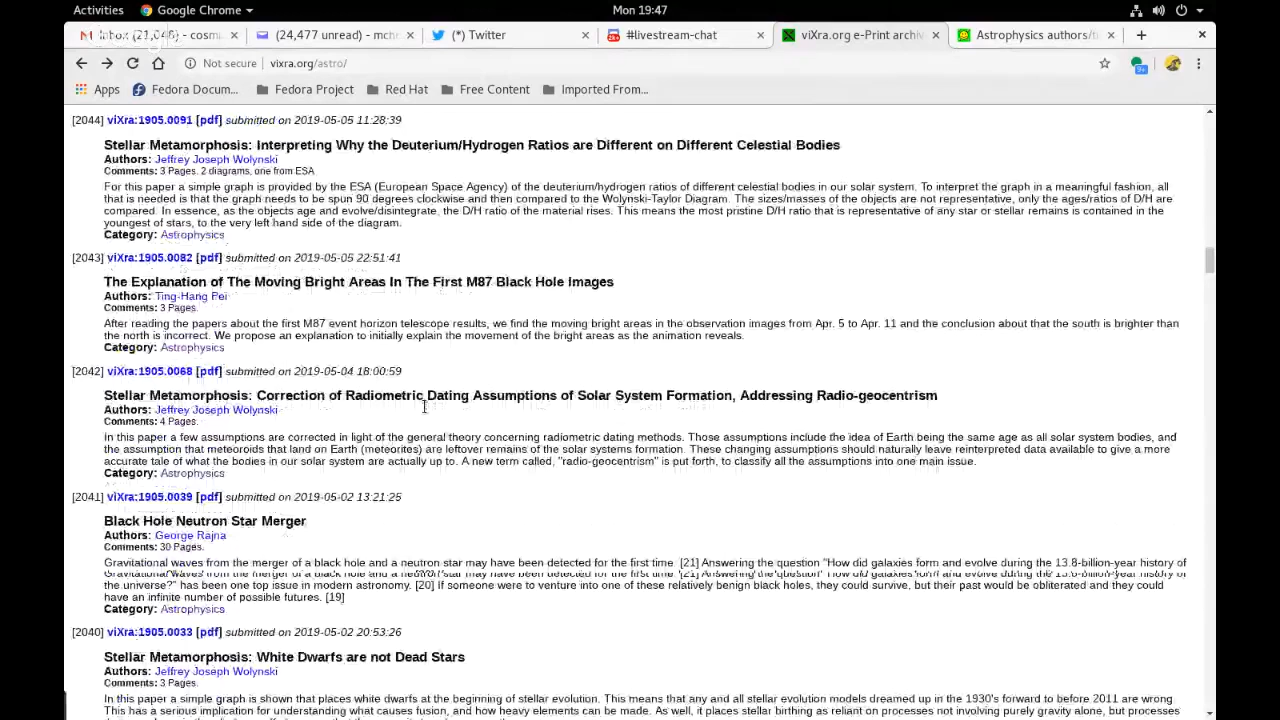 Activities Google Chrome Mon 19:47
Inbox (21,048) - cosmi (24,477 unread) - mch (*) Twitter #livestream-chat viXra.org e-Print archiv Astrophysics authors/t
Not secure vixra.org/astro/
Apps Fedora Docum... Fedora Project Red Hat Free Content Imported From...
[2044] viXra:1905.0091 [pdf] submitted on 2019-05-05 11:28:39
Stellar Metamorphosis: Interpreting Why the Deuterium/Hydrogen Ratios are Different on Different Celestial Bodies
Authors: Jeffrey Joseph Wolynski
Comments: 3 Pages. 2 diagrams, one from ESA
For this paper a simple graph is provided by the ESA (European Space Agency) of the deuterium/hydrogen ratios of different celestial bodies in our solar system. To interpret the graph in a meaningful fashion, all
that is needed is that the graph needs to be spun 90 degrees clockwise and then compared to the Wolynski-Taylor Diagram. The sizes/masses of the objects are not representative, only the ages/ratios of D/H are
compared. In essence, as the objects age and evolve/disintegrate, the D/H ratio of the material rises. This means the most pristine D/H ratio that is representative of any star or stellar remains is contained in the
youngest of stars, to the very left hand side of the diagram.
Category: Astrophysics
[2043] viXra:1905.0082 [pdf] submitted on 2019-05-05 22:51:41
The Explanation of The Moving Bright Areas In The First M87 Black Hole Images
Authors: Ting-Hang Pei
Comments: 3 Pages.
After reading the papers about the first M87 event horizon telescope results, we find the moving bright areas in the observation images from Apr. 5 to Apr. 11 and the conclusion about that the south is brighter than
the north is incorrect. We propose an explanation to initially explain the movement of the bright areas as the animation reveals.
Category: Astrophysics
[2042] viXra:1905.0068 [pdf] submitted on 2019-05-04 18:00:59
Stellar Metamorphosis: Correction of Radiometric Dating Assumptions of Solar System Formation, Addressing Radio-geocentrism
Authors: Jeffrey Joseph Wolynski
Comments: 4 Pages.
In this paper a few assumptions are corrected in light of the general theory concerning radiometric dating methods. Those assumptions include the idea of Earth being the same age as all solar system bodies, and
the assumption that meteoroids that land on Earth (meteorites) are leftover remains of the solar systems formation. These changing assumptions should naturally leave reinterpreted data available to give a more
accurate tale of what the bodies in our solar system are actually up to. A new term called, "radio-geocentrism" is put forth, to classify all the assumptions into one main issue.
Category: Astrophysics
[2041] viXra:1905.0039 [pdf] submitted on 2019-05-02 13:21:25
Black Hole Neutron Star Merger
Authors: George Rajna
Comments: 30 Pages.
Gravitational waves from the merger of a black hole and a neutron star may have been detected for the first time. [21] Answering the question "How did galaxies form and evolve during the 13.8-billion-year history of
the universe?" has been one top issue in modern astronomy. [20] If someone were to venture into one of these relatively benign black holes, they could survive, but their past would be obliterated and they could
have an infinite number of possible futures. [19]
Category: Astrophysics
[2040] viXra:1905.0033 [pdf] submitted on 2019-05-02 20:53:26
Stellar Metamorphosis: White Dwarfs are not Dead Stars
Authors: Jeffrey Joseph Wolynski
Comments: 3 Pages.
In this paper a simple graph is shown that places white dwarfs at the beginning of stellar evolution. This means that any and all stellar evolution models dreamed up in the 1930's forward to before 2011 are wrong
This has a serious implication for understanding what causes fusion, and how heavy elements can be made. As well, it places stellar birthing as reliant on processes not involving purely gravity alone, but processes